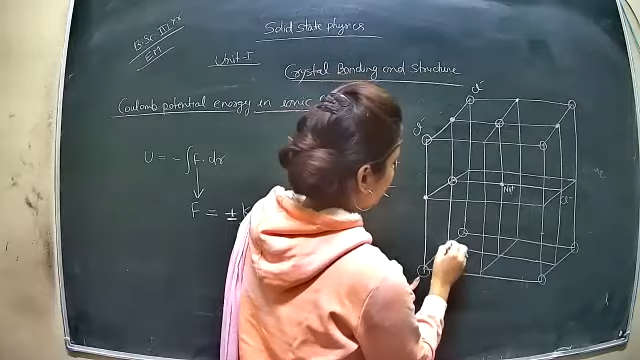 B.Sc III yr
EM
Solid state physics
Unit-I
Crystal Bonding and Structure
Coulomb potential energy in ionic
U = - ∫ F. dr
F = ±
Cl-
Cl-
Na+
Cl-